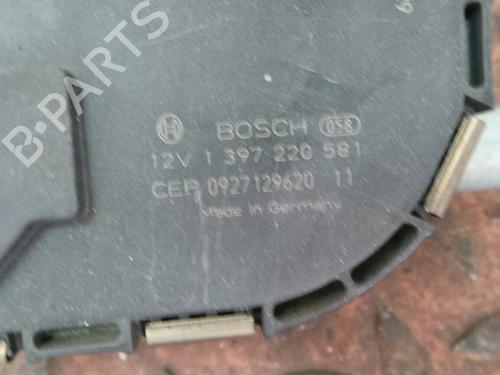 B-PARTS
BOSCH 058
12V 1 397 220 581
CEP 0927129620 11
Made in Germany